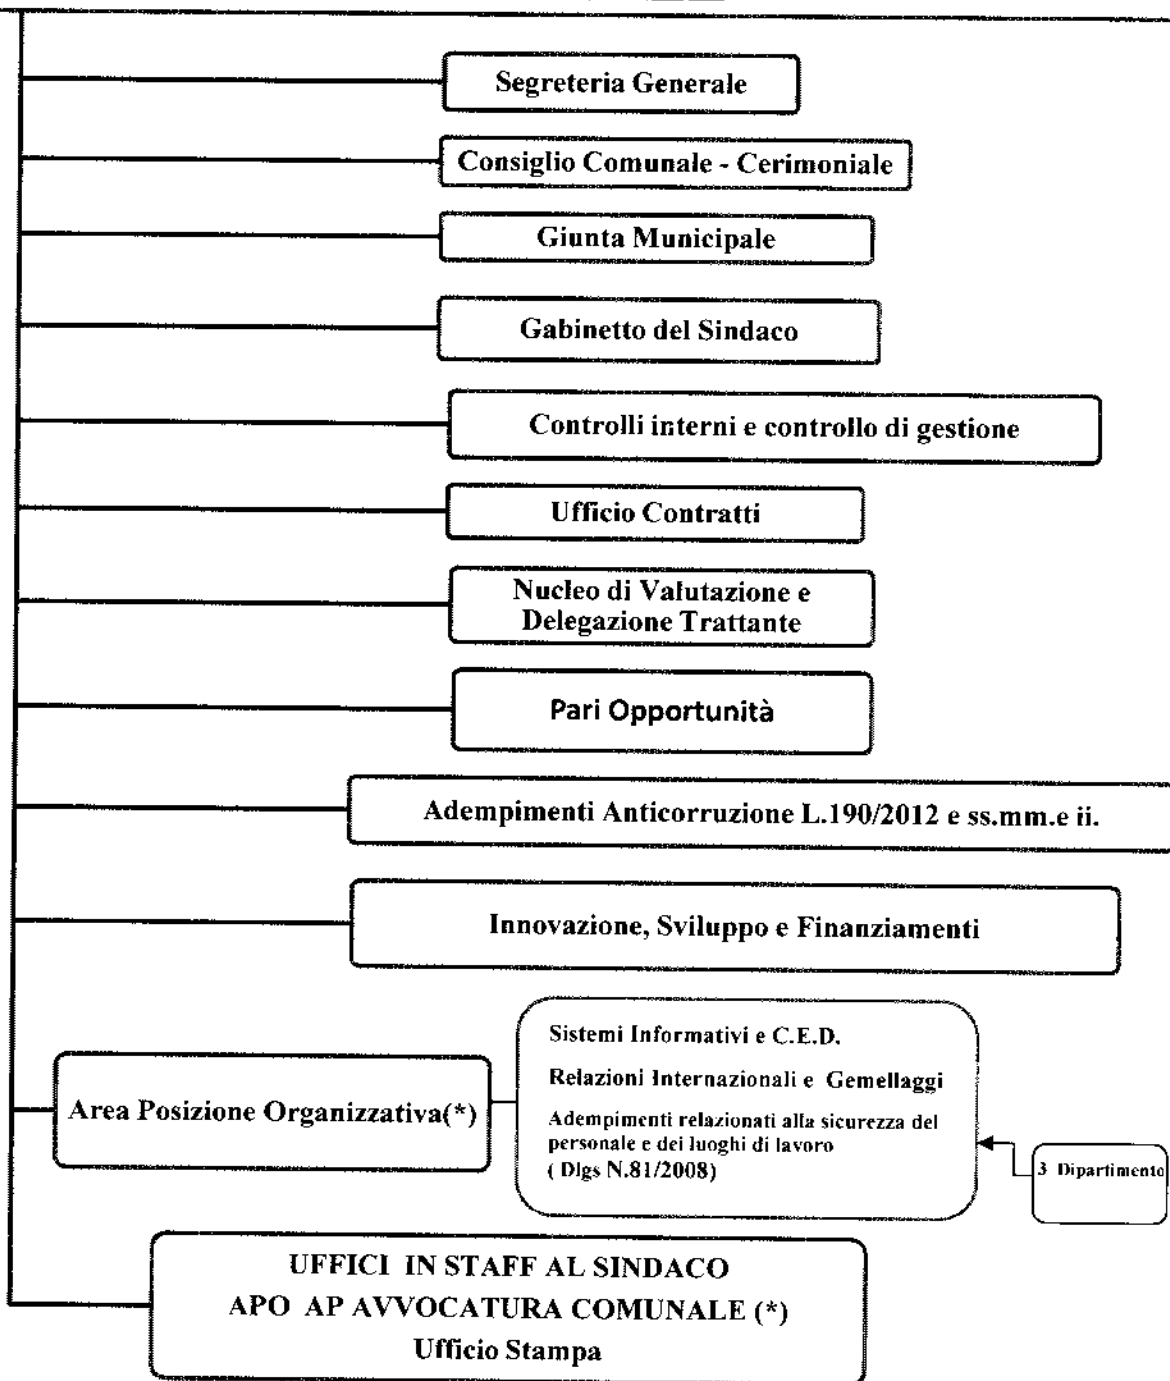 Segreteria Generale
Consiglio Comunale - Cerimoniale
Giunta Municipale
Gabinetto del Sindaco
Controlli interni e controllo di gestione
Ufficio Contratti
Nucleo di Valutazione e
Delegazione Trattante
Pari Opportunità
Adempimenti Anticorruzione L.190/2012 e ss.mm.e ii.
Innovazione, Sviluppo e Finanziamenti
Area Posizione Organizzativa(*)
Sistemi Informativi e C.E.D.
Relazioni Internazionali e Gemellaggi
Adempimenti relazionati alla sicurezza del
personale e dei luoghi di lavoro
( Dlgs N.81/2008)
3 Dipartimento
UFFICI IN STAFF AL SINDACO
APO AP AVVOCATURA COMUNALE (*)
Ufficio Stampa